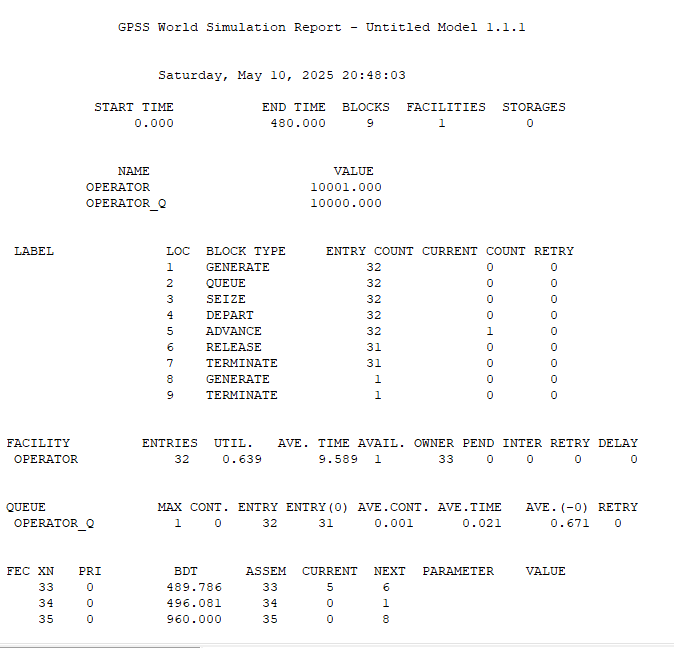 GPSS World Simulation Report - Untitled Model 1.1.1
Saturday, May 10, 2025 20:48:03
START TIME END TIME BLOCKS FACILITIES STORAGES
0.000 480.000 9 1 0
NAME VALUE
OPERATOR 10001.000
OPERATOR_Q 10000.000
LABEL LOC BLOCK TYPE ENTRY COUNT CURRENT COUNT RETRY
1 GENERATE 32 0 0
2 QUEUE 32 0 0
3 SEIZE 32 0 0
4 DEPART 32 0 0
5 ADVANCE 32 1 0
6 RELEASE 31 0 0
7 TERMINATE 31 0 0
8 GENERATE 1 0 0
9 TERMINATE 1 0 0
FACILITY ENTRIES UTIL. AVE. TIME AVAIL. OWNER PEND INTER RETRY DELAY
OPERATOR 32 0.639 9.589 1 33 0 0 0 0
QUEUE MAX CONT. ENTRY ENTRY(0) AVE.CONT. AVE.TIME AVE.(-0) RETRY
OPERATOR_Q 1 0 32 31 0.001 0.021 0.671 0
FEC XN PRI BDT ASSEM CURRENT NEXT PARAMETER VALUE
33 0 489.786 33 5 6
34 0 496.081 34 0 1
35 0 960.000 35 0 8